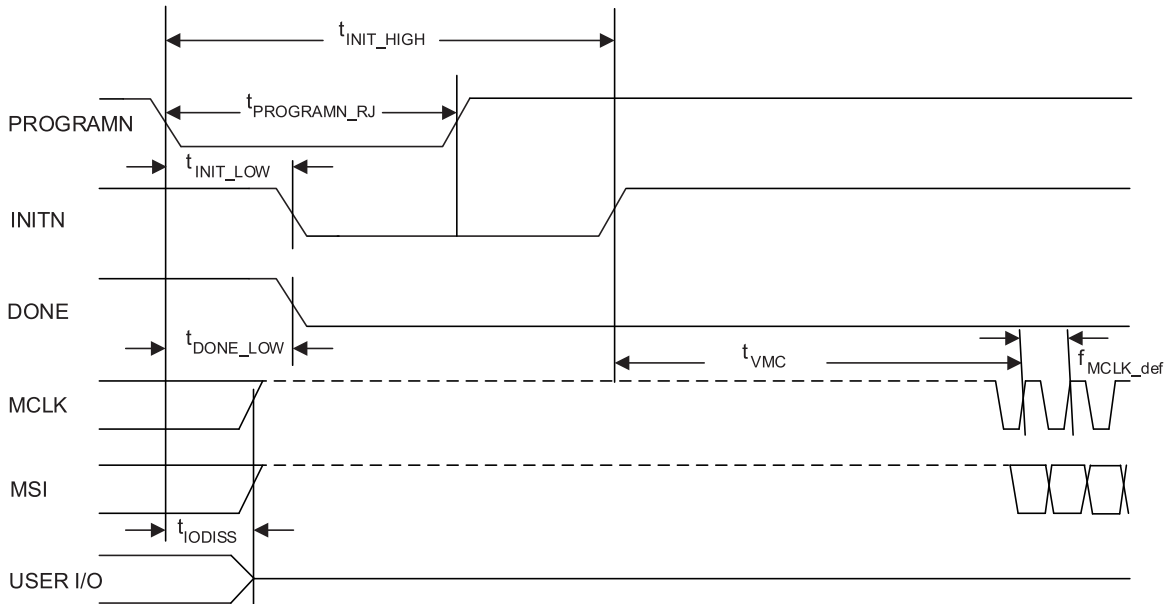 tINIT_HIGH
tPROGRAMN_RJ
PROGRAMN
tINIT_LOW
INITN
DONE
tDONE_LOW
tVMC
fMCLK_def
MCLK
MSI
tIODISS
USER I/O